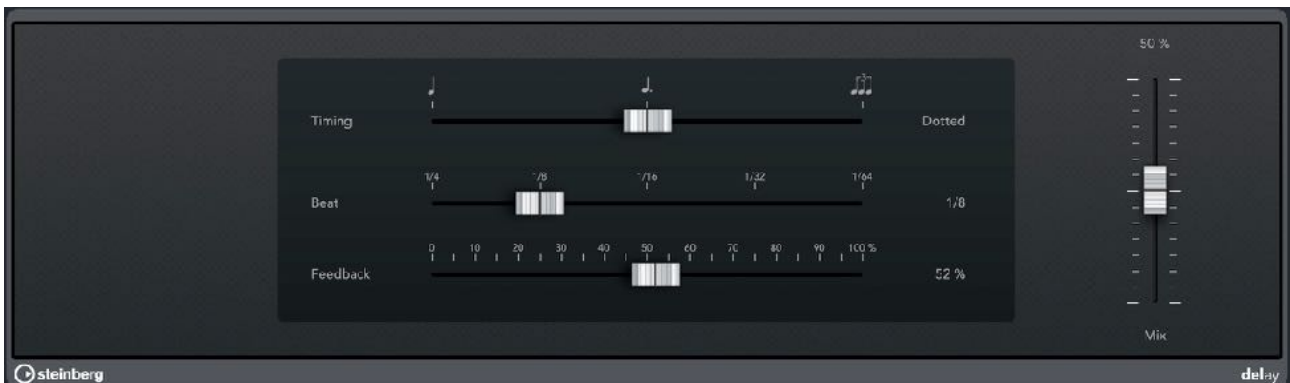 50 %
Timing
Dotted
1/4 1/8 1/16 1/32 1/64
Beat
1/8
0 10 20 30 40 50 60 70 80 90 100 %
Feedback
52 %
Mix
steinberg
delay